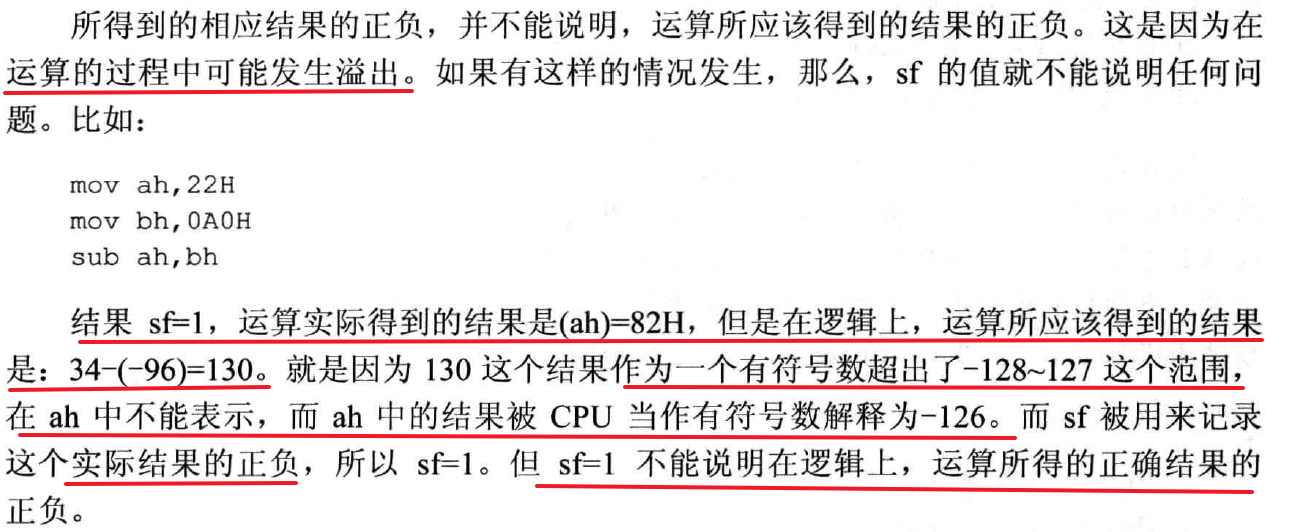 所得到的相应结果的正负，并不能说明，运算所应该得到的结果的正负。这是因为在
运算的过程中可能发生溢出。如果有这样的情况发生，那么，sf 的值就不能说明任何问
题。比如：
mov ah,22H
mov bh,0A0H
sub ah,bh
结果 sf=1，运算实际得到的结果是(ah)=82H，但是在逻辑上，运算所应该得到的结果
是：34-(-96)=130。就是因为 130 这个结果作为一个有符号数超出了-128~127 这个范围，
在 ah 中不能表示，而 ah 中的结果被 CPU 当作有符号数解释为-126。而 sf 被用来记录
这个实际结果的正负，所以 sf=1。但 sf=1 不能说明在逻辑上，运算所得的正确结果的
正负。